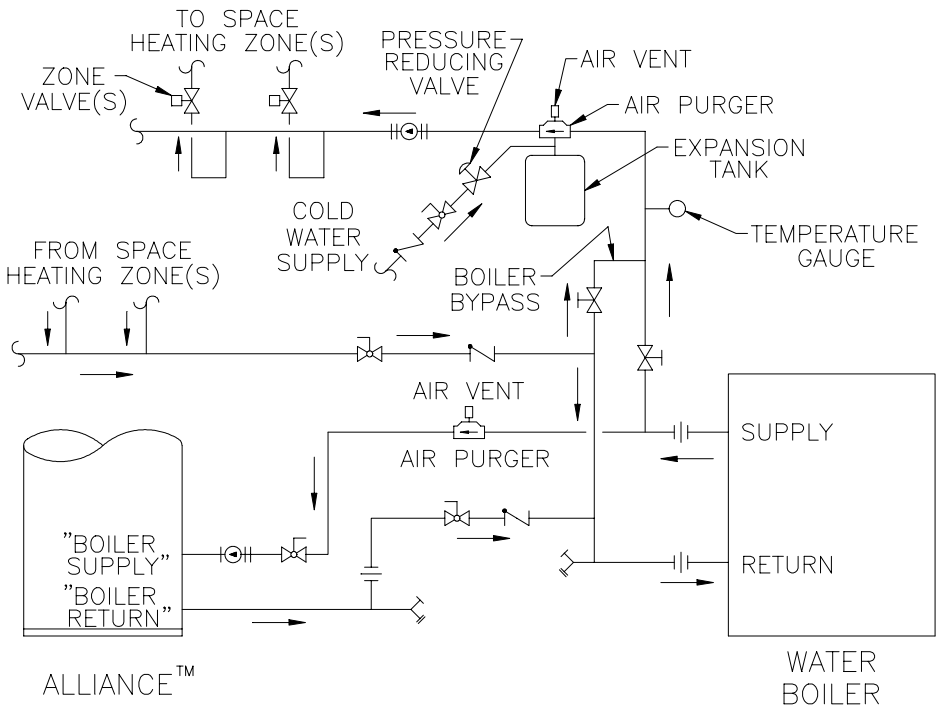 TO SPACE
HEATING ZONE(S)
PRESSURE
REDUCING
VALVE
AIR VENT
ZONE
VALVE(S)
AIR PURGER
EXPANSION
TANK
COLD
WATER
SUPPLY
TEMPERATURE
GAUGE
FROM SPACE
HEATING ZONE(S)
BOILER
BYPASS
AIR VENT
AIR PURGER
SUPPLY
"BOILER
SUPPLY"
"BOILER
RETURN"
RETURN
ALLIANCE™
WATER
BOILER